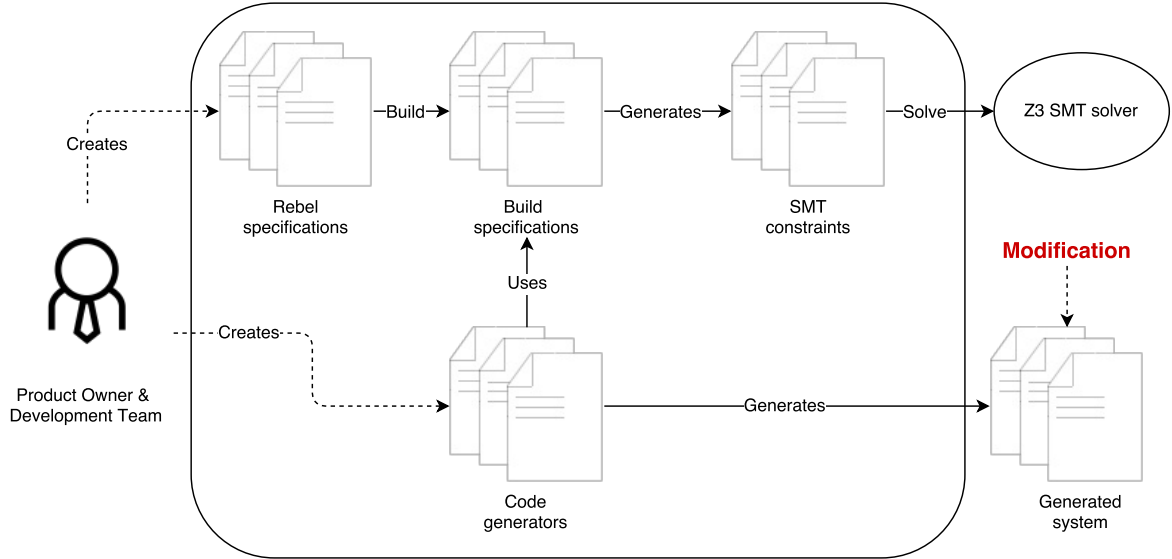 Build
Generates
Solve
Z3 SMT solver
Creates
Rebel
specifications
Build
specifications
SMT
constraints
Modification
Uses
Creates
Product Owner &
Development Team
Generates
Code
generators
Generated
system